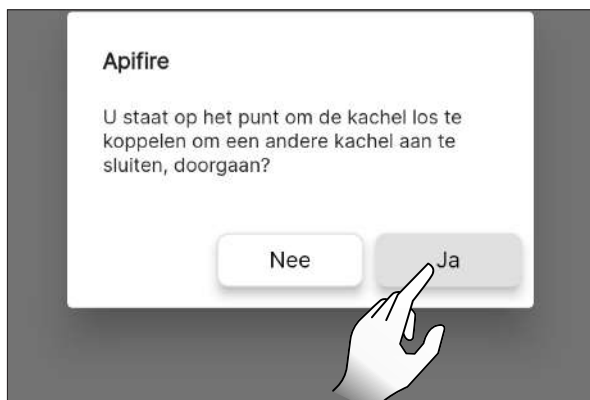 Apifire
U staat op het punt om de kachel los te
koppelen om een andere kachel aan te
sluiten, doorgaan?
Nee
Ja